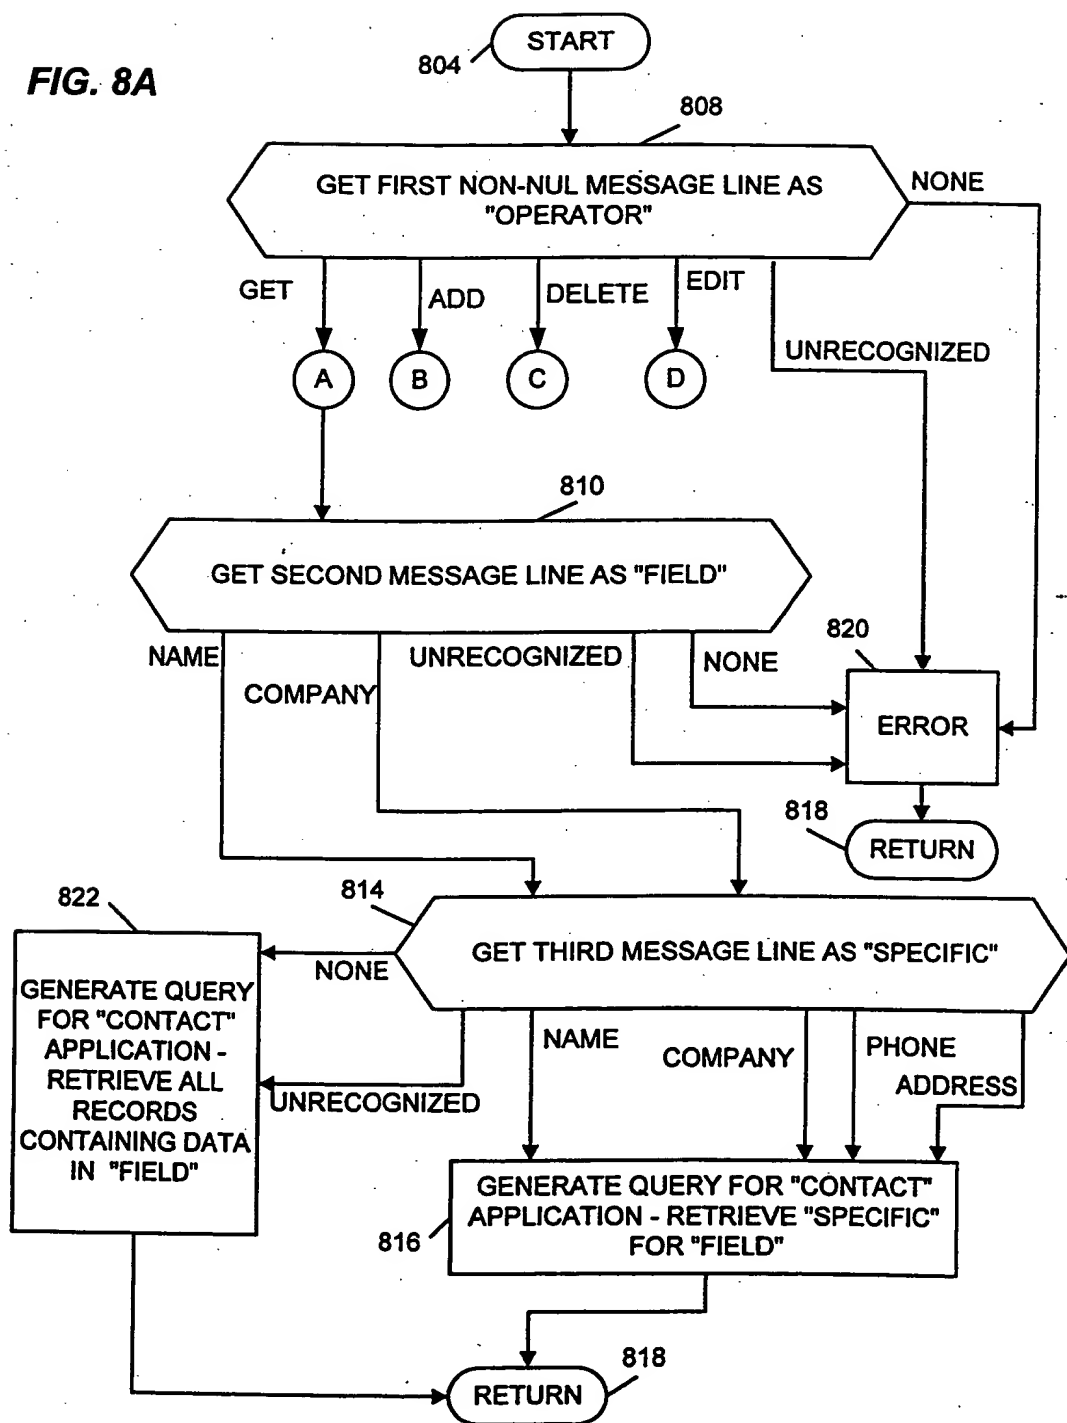 FIG. 8A
START
804
808
GET FIRST NON-NUL MESSAGE LINE AS
"OPERATOR"
NONE
GET
ADD
DELETE
EDIT
UNRECOGNIZED
A
B
C
D
810
GET SECOND MESSAGE LINE AS "FIELD"
NAME
COMPANY
UNRECOGNIZED
NONE
820
ERROR
818
RETURN
814
GET THIRD MESSAGE LINE AS "SPECIFIC"
822
NONE
GENERATE QUERY
FOR "CONTACT"
APPLICATION -
RETRIEVE ALL
RECORDS
CONTAINING DATA
IN "FIELD"
UNRECOGNIZED
NAME
COMPANY
PHONE
ADDRESS
GENERATE QUERY FOR "CONTACT"
APPLICATION - RETRIEVE "SPECIFIC"
FOR "FIELD"
816
RETURN
818